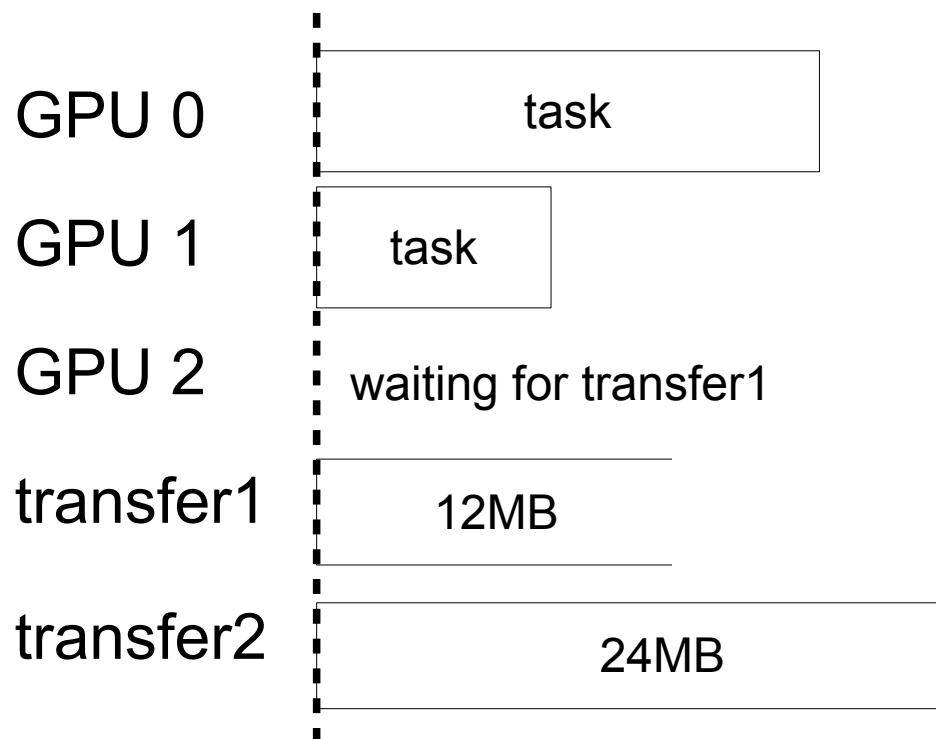 GPU 0
task
GPU 1
task
GPU 2
waiting for transfer1
transfer1
12MB
transfer2
24MB